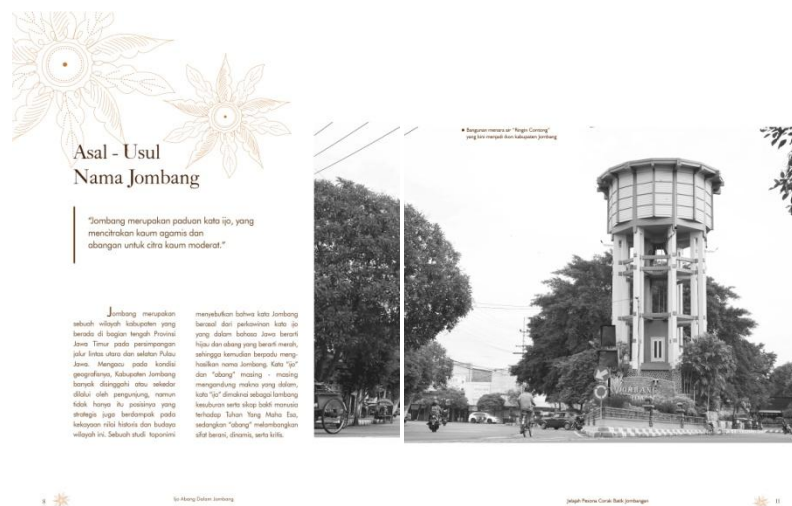 Asal - Usul
Nama Jombang
"Jombang merupakan paduan kata ijo, yang
mencitrakan kaum agamis dan
abangan untuk citra kaum moderat."
Jombang merupakan
sebuah wilayah kabupaten yang
berada di bagian tengah Provinsi
Jawa Timur pada persimpangan
jalur lintas utara dan selatan Pulau
Jawa. Mengacu pada kondisi
geografisnya, Kabupaten Jombang
banyak disinggahi atau sekedar
dilalui oleh pengunjung, namun
tidak hanya itu posisinya yang
strategis juga berdampak pada
kekayaan nilai historis dan budaya
wilayah ini. Sebuah studi toponimi
menyebutkan bahwa kata Jombang
berasal dari perkawinan kata ijo
yang dalam bahasa Jawa berarti
hijau dan abang yang berarti merah,
sehingga kemudian berpadu meng-
hasilkan nama Jombang. Kata "ijo"
dan "abang" masing - masing
mengandung makna yang dalam,
kata "ijo" dimaknai sebagai lambang
kesuburan serta sikap bakti manusia
terhadap Tuhan Yang Maha Esa,
sedangkan "abang" melambangkan
sifat berani, dinamis, serta kritis.
Bangunan menara air "Ringin Contong"
yang kini menjadi ikon kabupaten Jombang
JOMBANG
8
Ijo Abang Dalam Jombang
Jelajah Pesona Corak Batik Jombangan